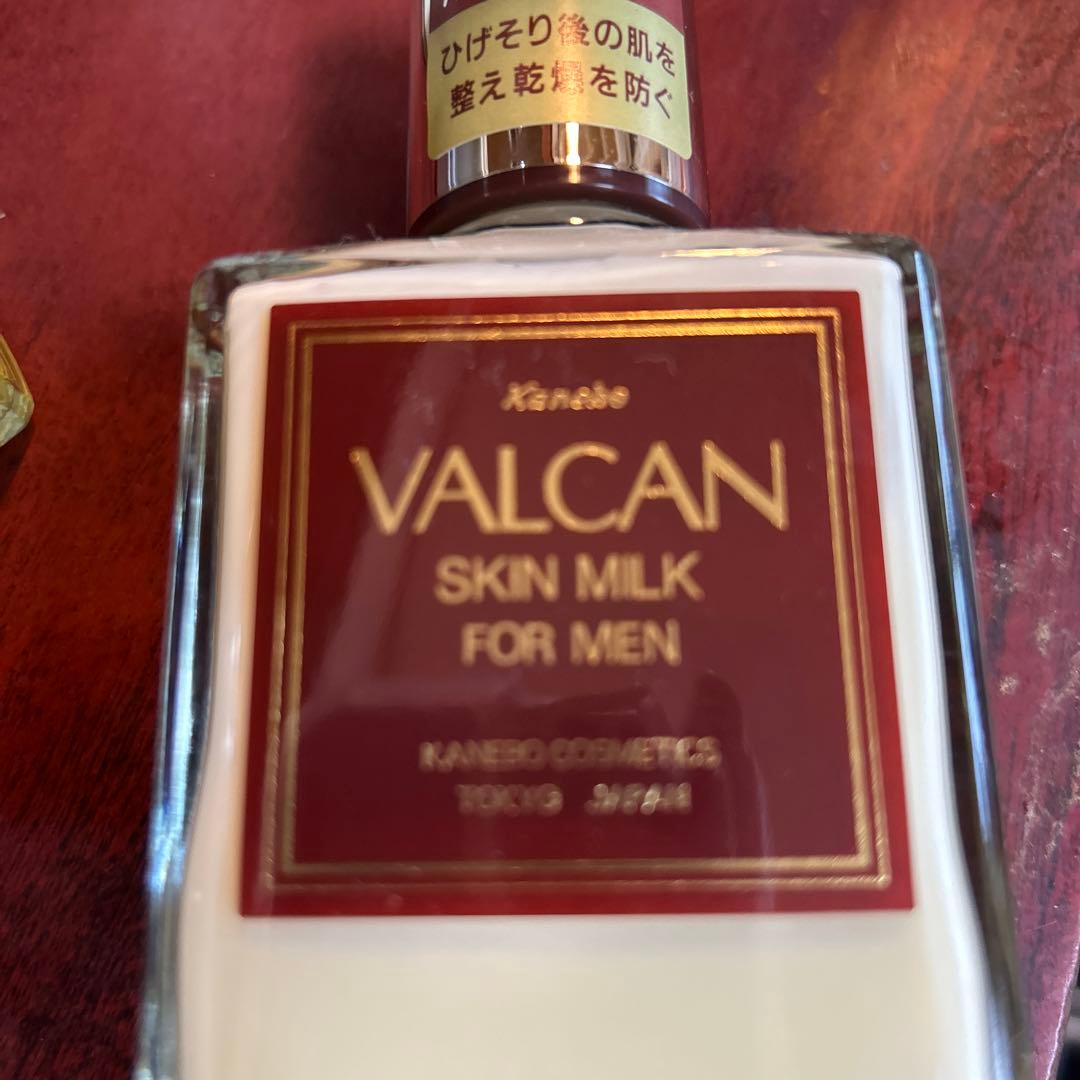 ひげそり後の肌を
整え乾燥を防ぐ
Kanebo
VALCAN
SKIN MILK
FOR MEN
KANEBO COSMETICS
TOKYO JAPAN